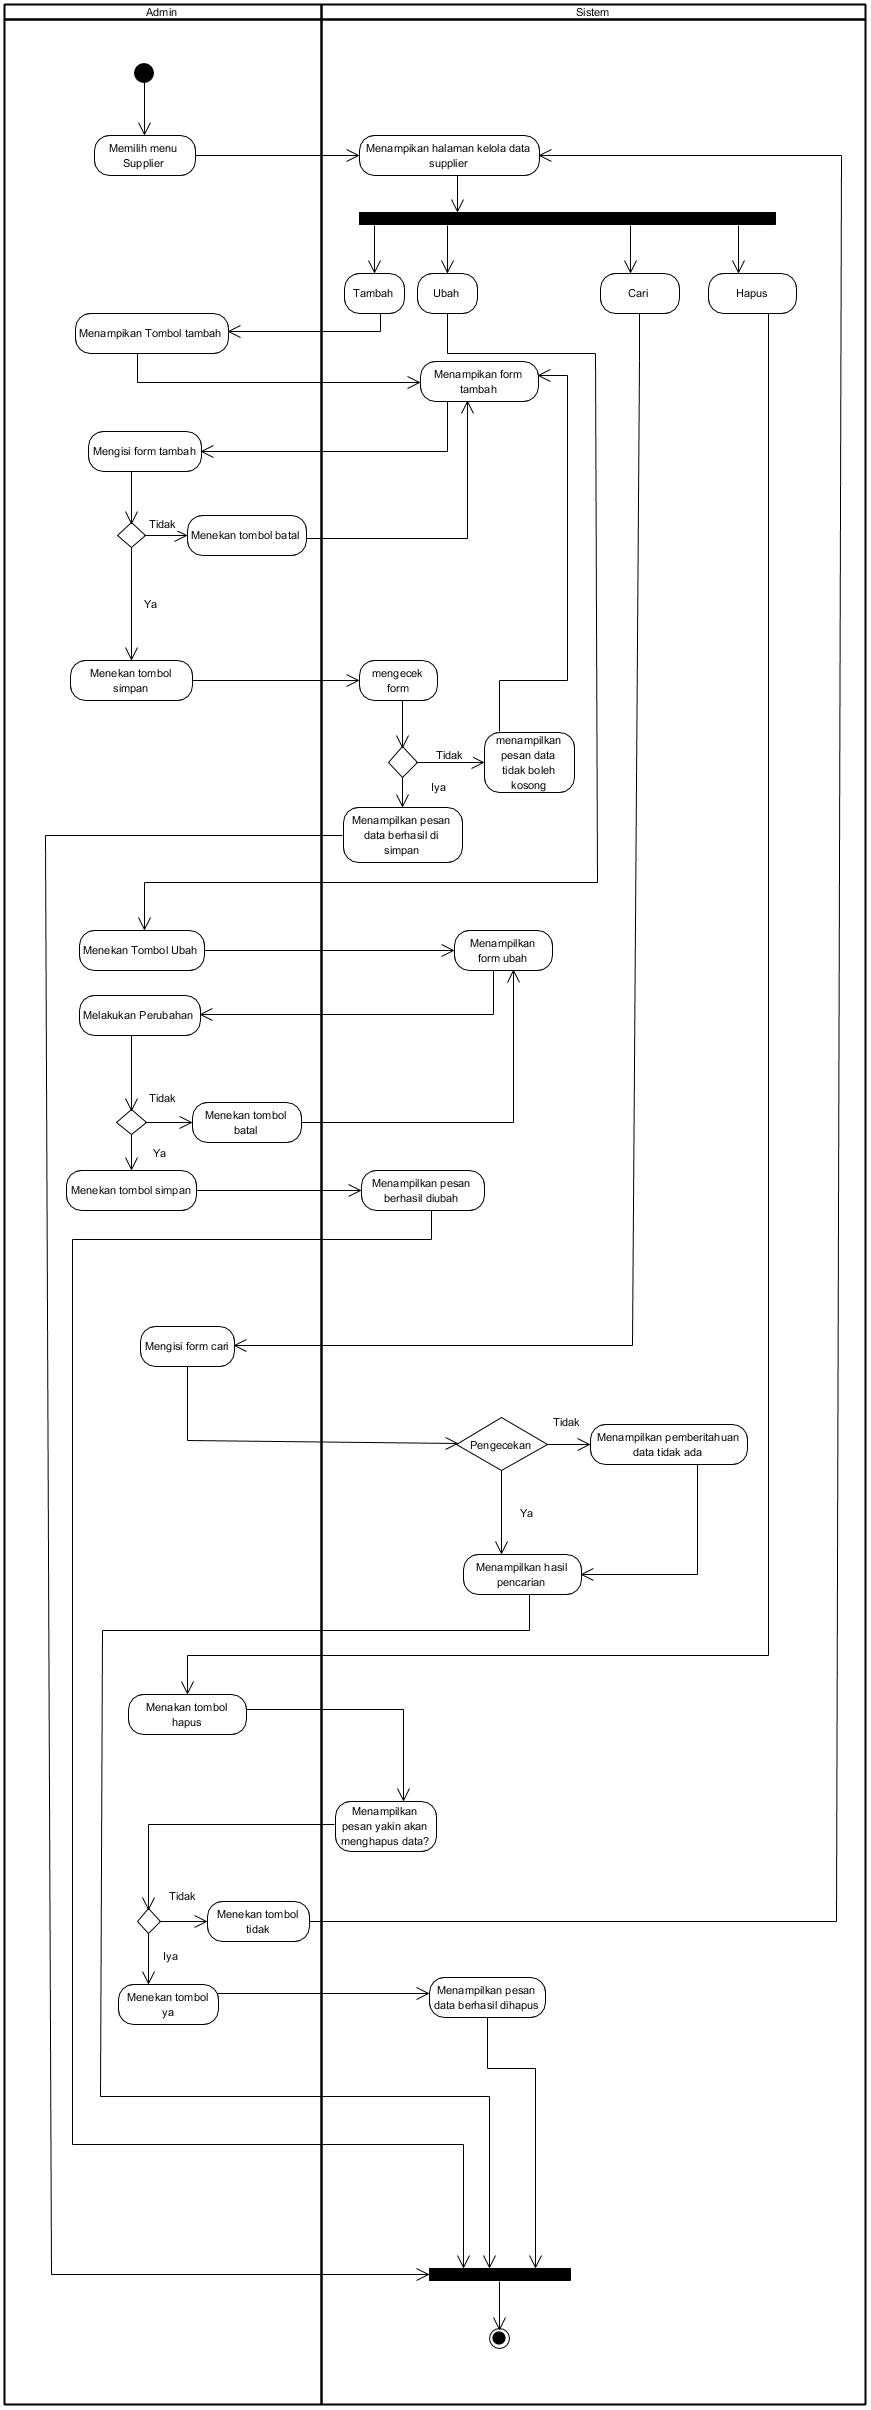 Admin
Sistem
Memilih menu
Supplier
Menampikan halaman kelola data
supplier
Tambah
Ubah
Cari
Hapus
Menampikan Tombol tambah
Menampikan form
tambah
Mengisi form tambah
Tidak
Menekan tombol batal
Ya
Menekan tombol
simpan
mengecek
form
Tidak
menampilkan
pesan data
tidak boleh
kosong
Iya
Menampilkan pesan
data berhasil di
simpan
Menekan Tombol Ubah
Menampilkan
form ubah
Melakukan Perubahan
Tidak
Menekan tombol
batal
Ya
Menekan tombol simpan
Menampilkan pesan
berhasil diubah
Mengisi form cari
Pengecekan
Tidak
Menampilkan pemberitahuan
data tidak ada
Ya
Menampilkan hasil
pencarian
Menakan tombol
hapus
Menampilkan
pesan yakin akan
menghapus data?
Tidak
Menekan tombol
tidak
Iya
Menekan tombol
ya
Menampilkan pesan
data berhasil dihapus